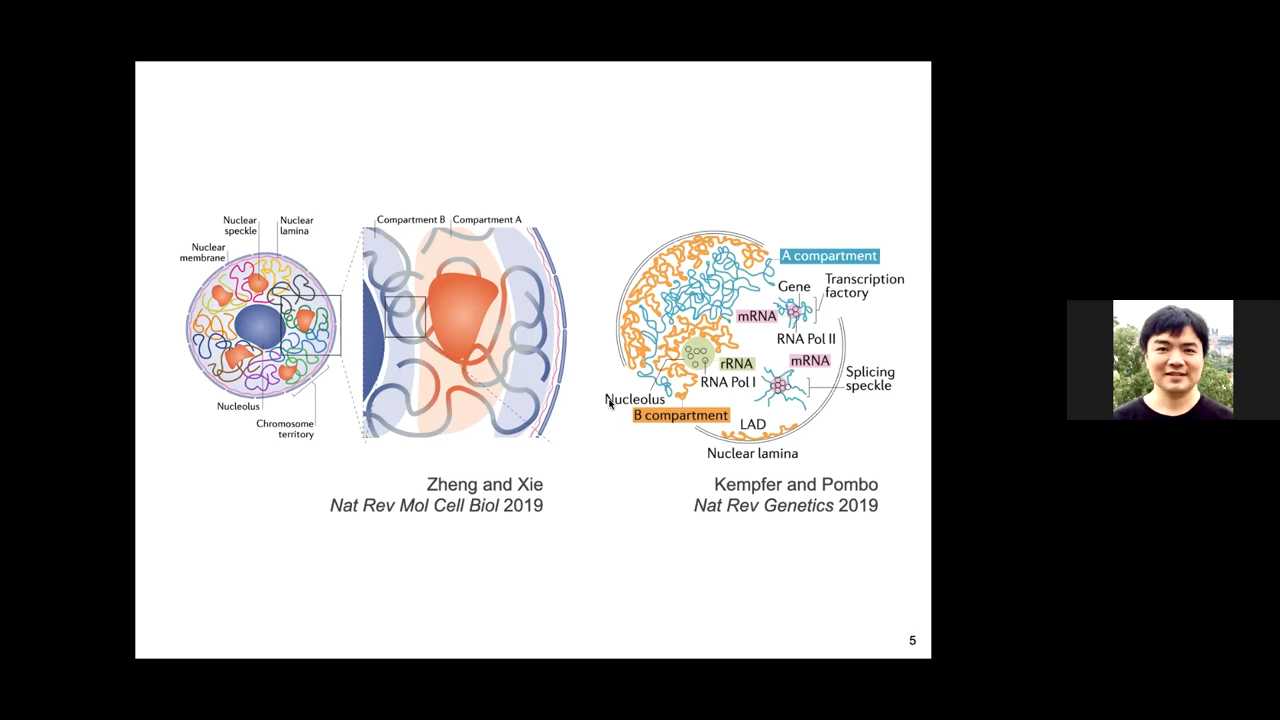 Nuclear
speckle
Nuclear
lamina
Nuclear
membrane
Nucleolus
Chromosome
territory
Compartment B
Compartment A
Zheng and Xie
Nat Rev Mol Cell Biol 2019
A compartment
Transcription
factory
Gene
mRNA
RNA Pol II
mRNA
rRNA
RNA Pol I
Splicing
speckle
Nucleolus
B compartment
LAD
Nuclear lamina
Kempfer and Pombo
Nat Rev Genetics 2019
5